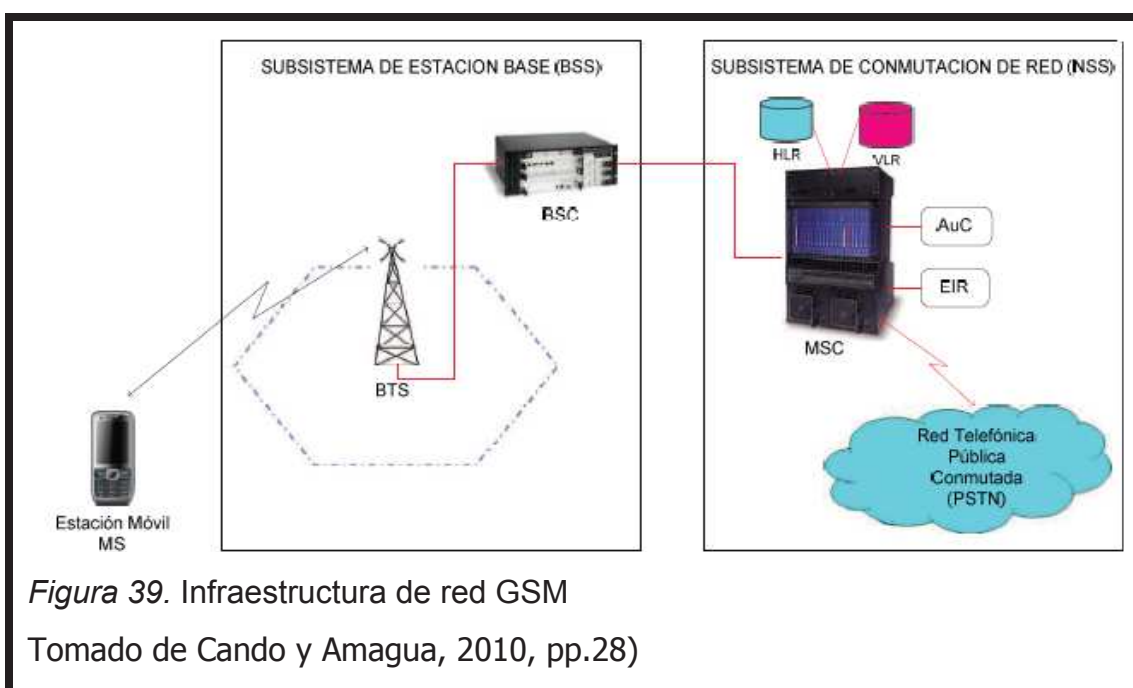 SUBSISTEMA DE ESTACION BASE (BSS)
SUBSISTEMA DE CONMUTACION DE RED (NSS)
HLR
VLR
BSC
AuC
EIR
MSC
BTS
Estación Móvil
MS
Red Telefónica
Pública
Conmutada
(PSTN)
Figura 39. Infraestructura de red GSM
Tomado de Cando y Amagua, 2010, pp.28)